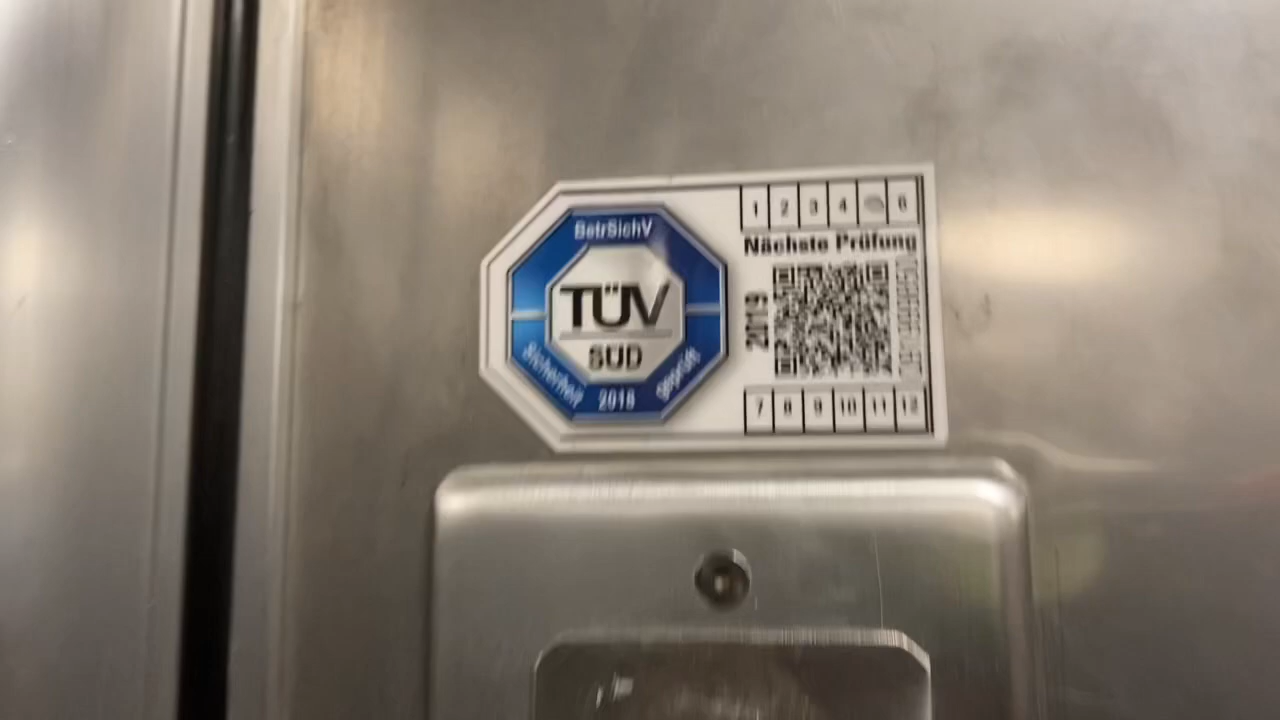 BetrSichV
TÜV
SÜD
Sicherheit 2018 geprüft
1 2 3 4 6
Nächste Prüfung
2019
7 8 9 10 11 12